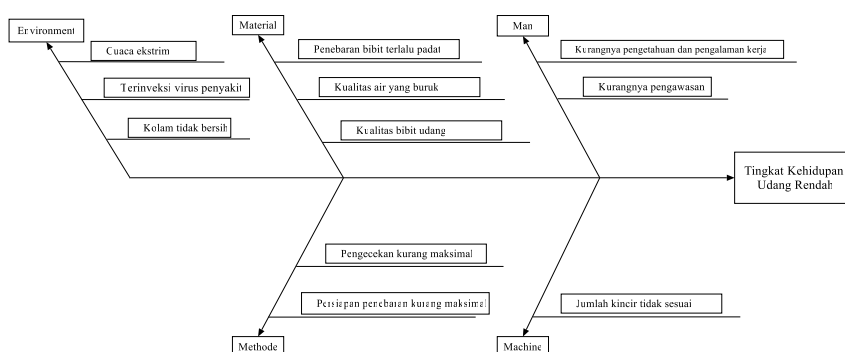 Environment
Material
Man
Cuaca ekstrim
Penebaran bibit terlalu padat
Kurangnya pengetahuan dan pengalaman kerja
Terinveksi virus penyakit
Kualitas air yang buruk
Kurangnya pengawasan
Kolam tidak bersih
Kualitas bibit udang
Tingkat Kehidupan
Udang Rendah
Pengecekan kurang maksimal
Persiapan penebaran kurang maksimal
Jumlah kincir tidak sesuai
Methode
Machine